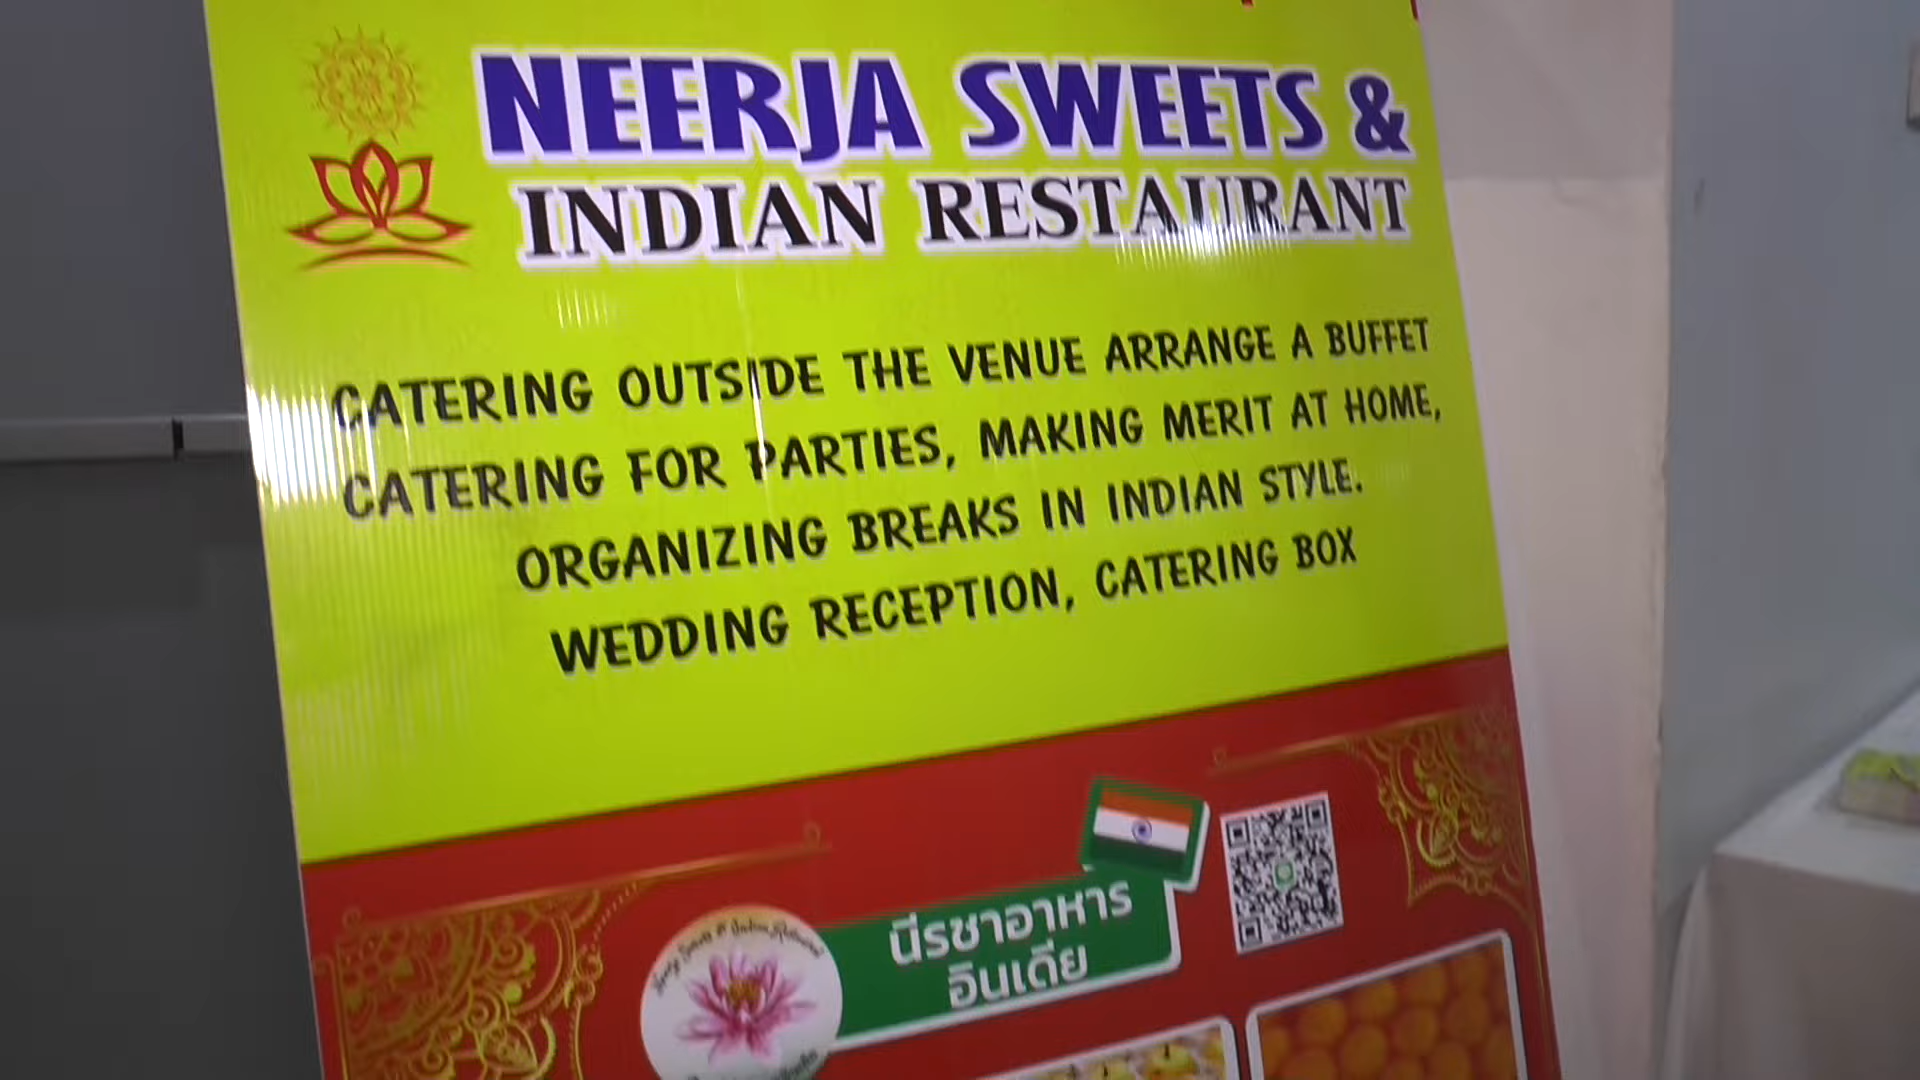 NEERJA SWEETS &
INDIAN RESTAURANT
CATERING OUTSIDE THE VENUE ARRANGE A BUFFET
CATERING FOR PARTIES, MAKING MERIT AT HOME,
ORGANIZING BREAKS IN INDIAN STYLE.
WEDDING RECEPTION, CATERING BOX
นีรชาอาหาร
อินเดีย